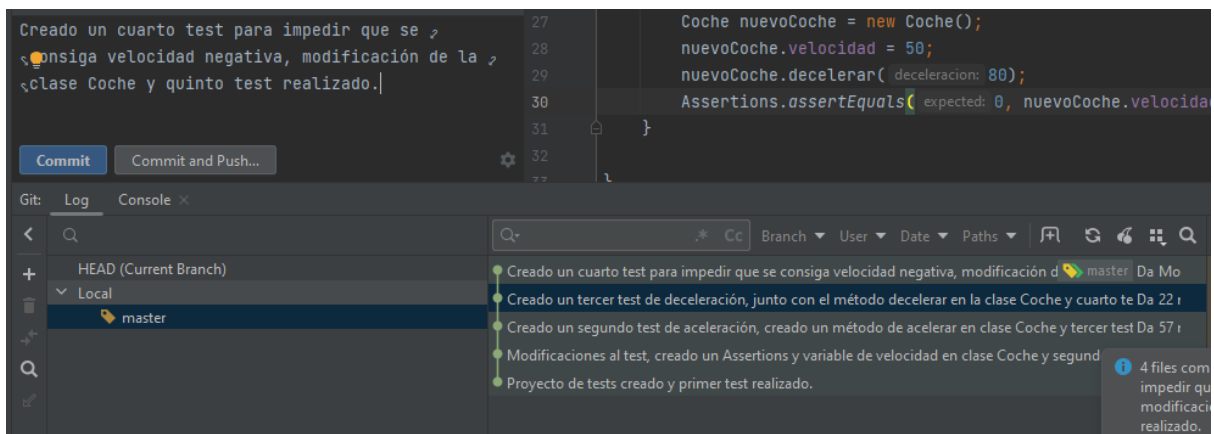 Creado un cuarto test para impedir que se
consiga velocidad negativa, modificación de la
clase Coche y quinto test realizado.
Commit
Commit and Push...
27 Coche nuevoCoche = new Coche();
28 nuevoCoche.velocidad = 50;
29 nuevoCoche.decelerar( deceleracion: 80);
30 Assertions.assertEquals( expected: 0, nuevoCoche.velocida
31 }
32
33 }
Git: Log Console
Cc Branch User Date Paths
HEAD (Current Branch)
Local
master
Creado un cuarto test para impedir que se consiga velocidad negativa, modificación d master Da Mo
Creado un tercer test de deceleración, junto con el método decelerar en la clase Coche y cuarto te Da 22
Creado un segundo test de aceleración, creado un método de acelerar en clase Coche y tercer test Da 57
Modificaciones al test, creado un Assertions y variable de velocidad en clase Coche y segund
Proyecto de tests creado y primer test realizado.
4 files com
impedir qu
modificaci
realizado.